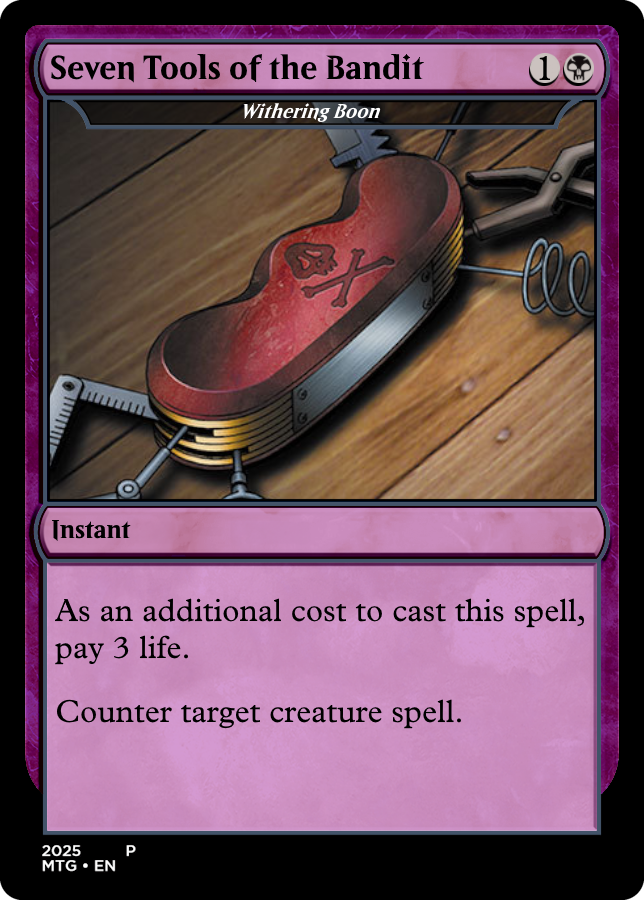 Seven Tools of the Bandit 1
Withering Boon
Instant
As an additional cost to cast this spell,
pay 3 life.
Counter target creature spell.
2025 P
MTG • EN